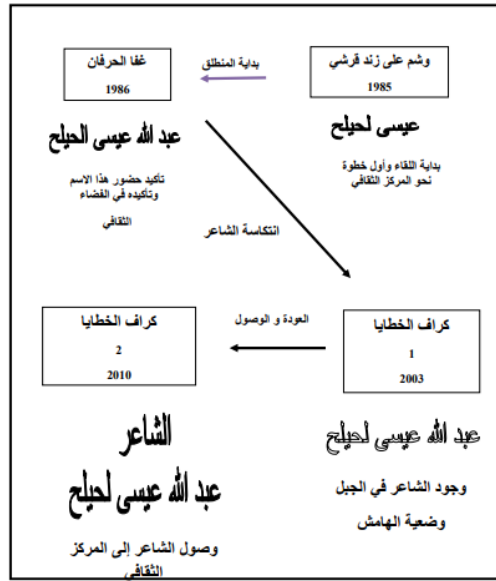 وشم على زند قرشي
1985
بداية المنطلق
غفا الحرفان
1986
عيسى لحيلح
بداية اللقاء وأول خطوة
نحو المركز الثقافي
عبد الله عيسى الحيلح
تأكيد حضور هذا الاسم
وتأكيده في الفضاء
الثقافي
انتكاسة الشاعر
كراف الخطايا
1
2003
العودة و الوصول
كراف الخطايا
2
2010
عبد الله عيسى لحيلح
وجود الشاعر في الجبل
وضعية الهامش
الشاعر
عبد الله عيسى لحيلح
وصول الشاعر إلى المركز
الثقافي